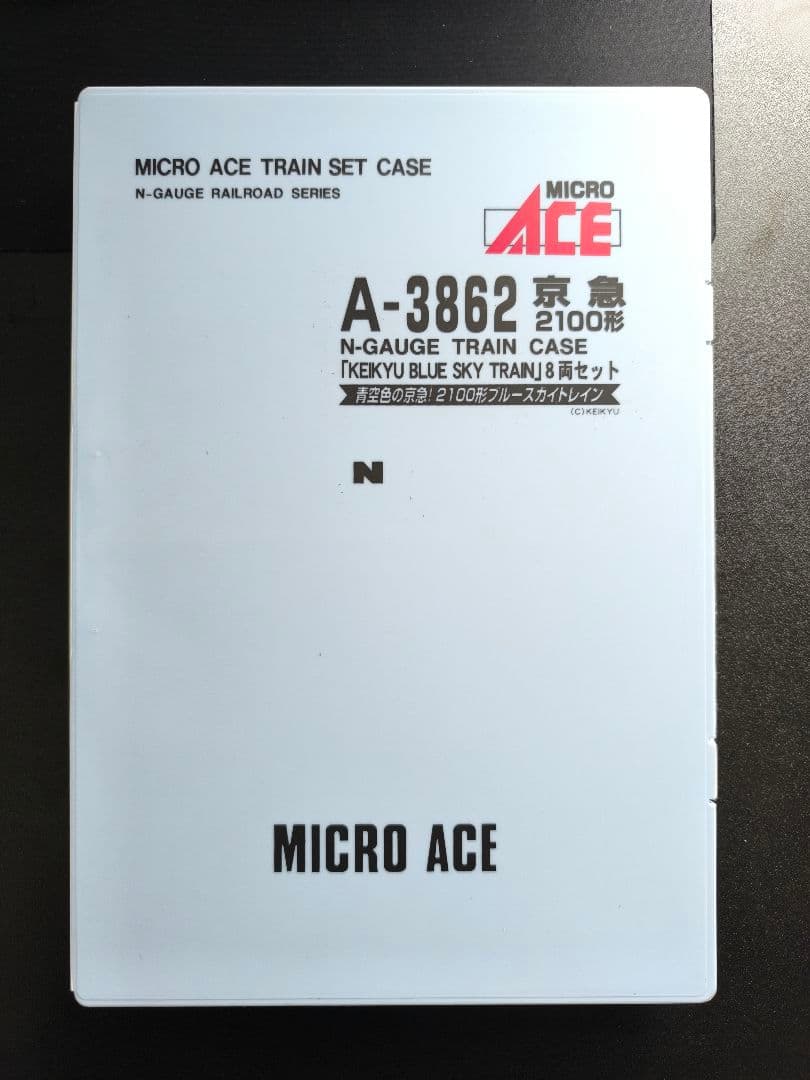 MICRO ACE TRAIN SET CASE
N-GAUGE RAILROAD SERIES
MICRO
ACE
A-3862 京急
2100形
N-GAUGE TRAIN CASE
「KEIKYU BLUE SKY TRAIN」8両セット
青空色の京急!2100形ブルースカイトレイン
(C)KEIKYU
N
MICRO ACE